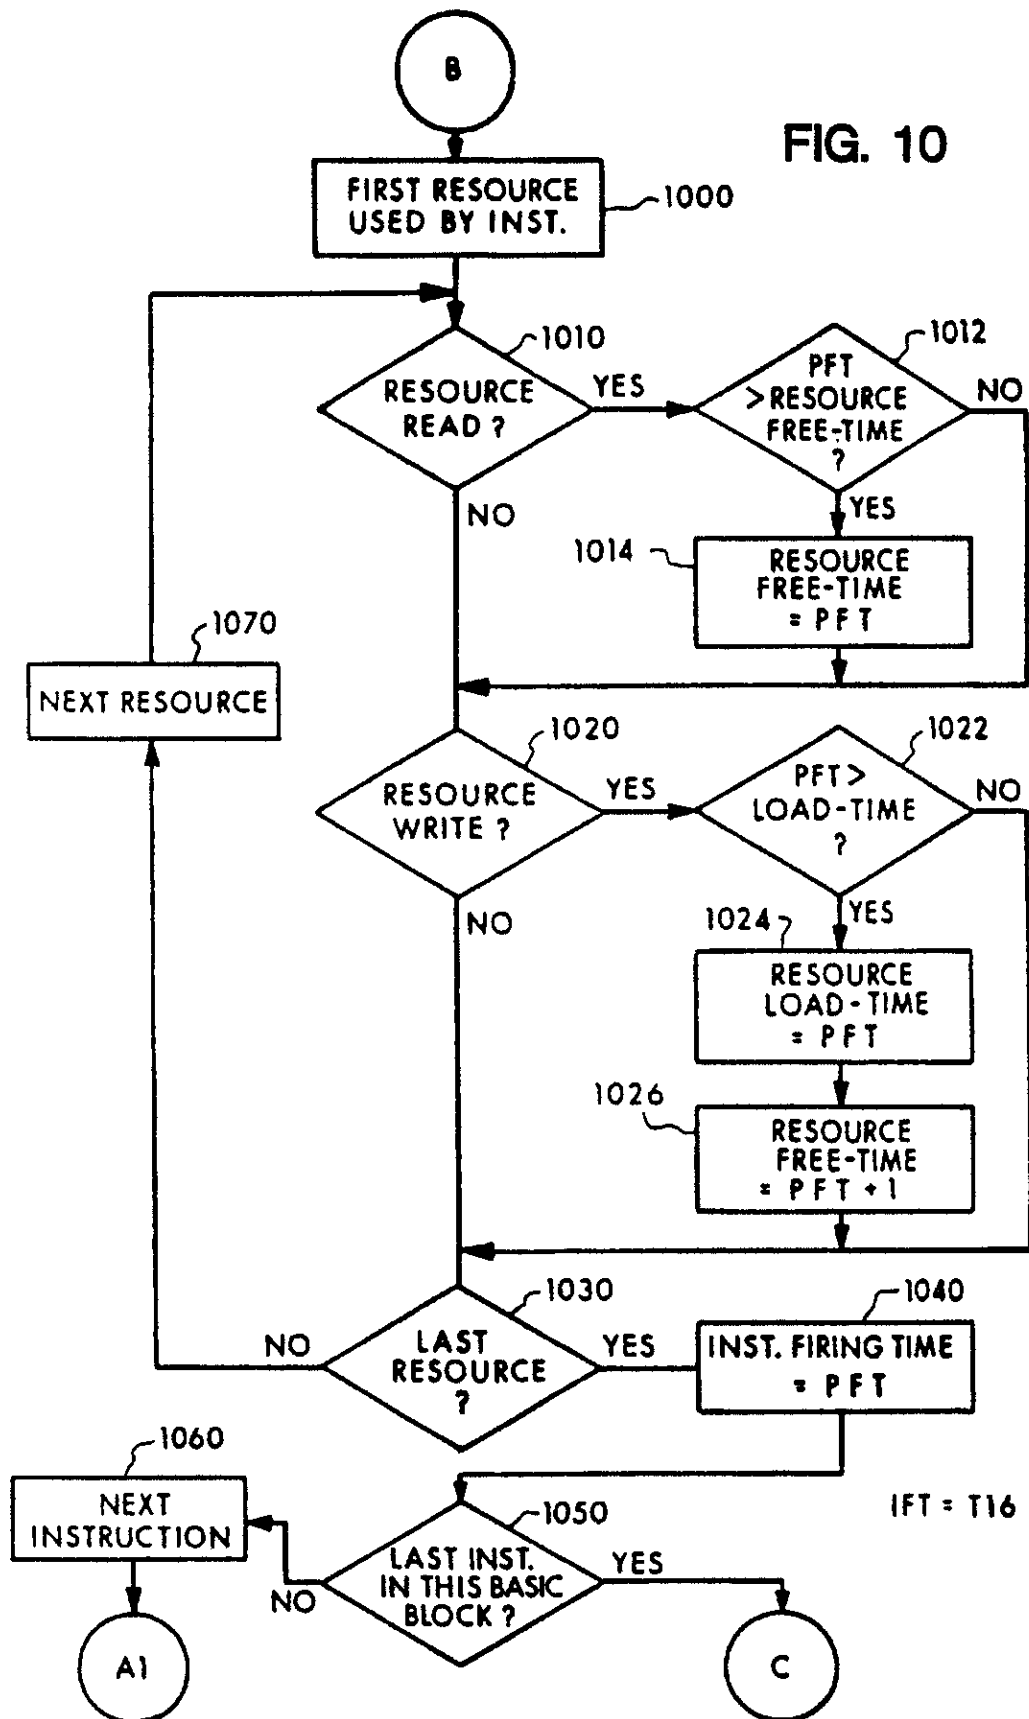 B
FIG. 10
FIRST RESOURCE
USED BY INST.
1000
1010
RESOURCE
READ ?
YES
NO
1012
PFT
> RESOURCE
FREE-TIME
?
NO
YES
1014
RESOURCE
FREE-TIME
= PFT
1070
NEXT RESOURCE
1020
RESOURCE
WRITE ?
YES
NO
1022
PFT >
LOAD-TIME
?
NO
YES
1024
RESOURCE
LOAD-TIME
= PFT
1026
RESOURCE
FREE-TIME
= PFT + 1
1030
LAST
RESOURCE
?
NO
YES
1040
INST. FIRING TIME
= PFT
1060
NEXT
INSTRUCTION
1050
LAST INST.
IN THIS BASIC
BLOCK ?
NO
YES
IFT = T16
A1
C